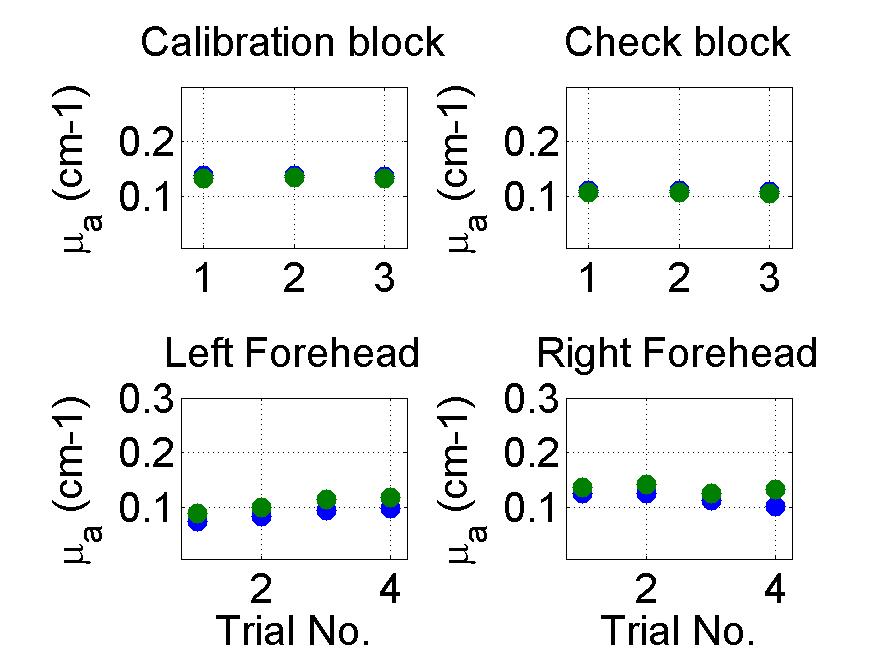 Calibration block
Check block
μa (cm-1)
0.2
0.1
1 2 3
μa (cm-1)
0.2
0.1
1 2 3
Left Forehead
Right Forehead
μa (cm-1)
0.3
0.2
0.1
2 4
Trial No.
μa (cm-1)
0.3
0.2
0.1
2 4
Trial No.